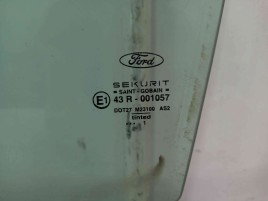 Ford
SEKURIT
SAINT-GOBAIN
E1 43 R - 001057
DOT27 M23100 AS2
tinted